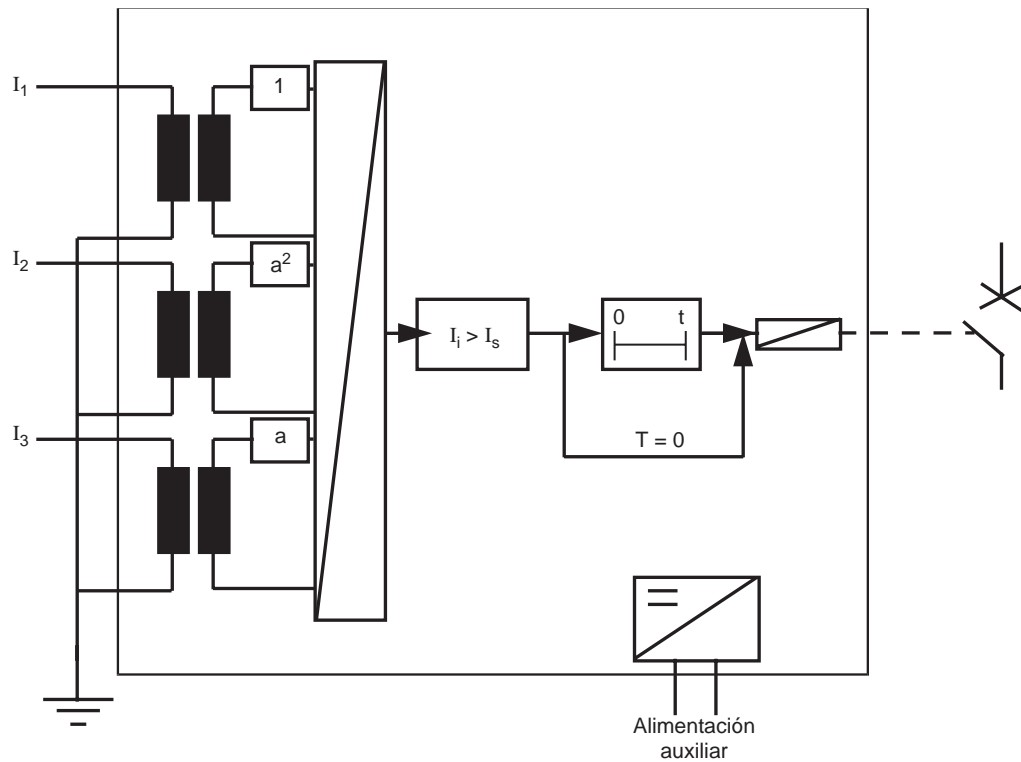 I₁
1
I₂
a²
Iᵢ > Iₛ
0 t
I₃
a
T = 0
Alimentación
auxiliar